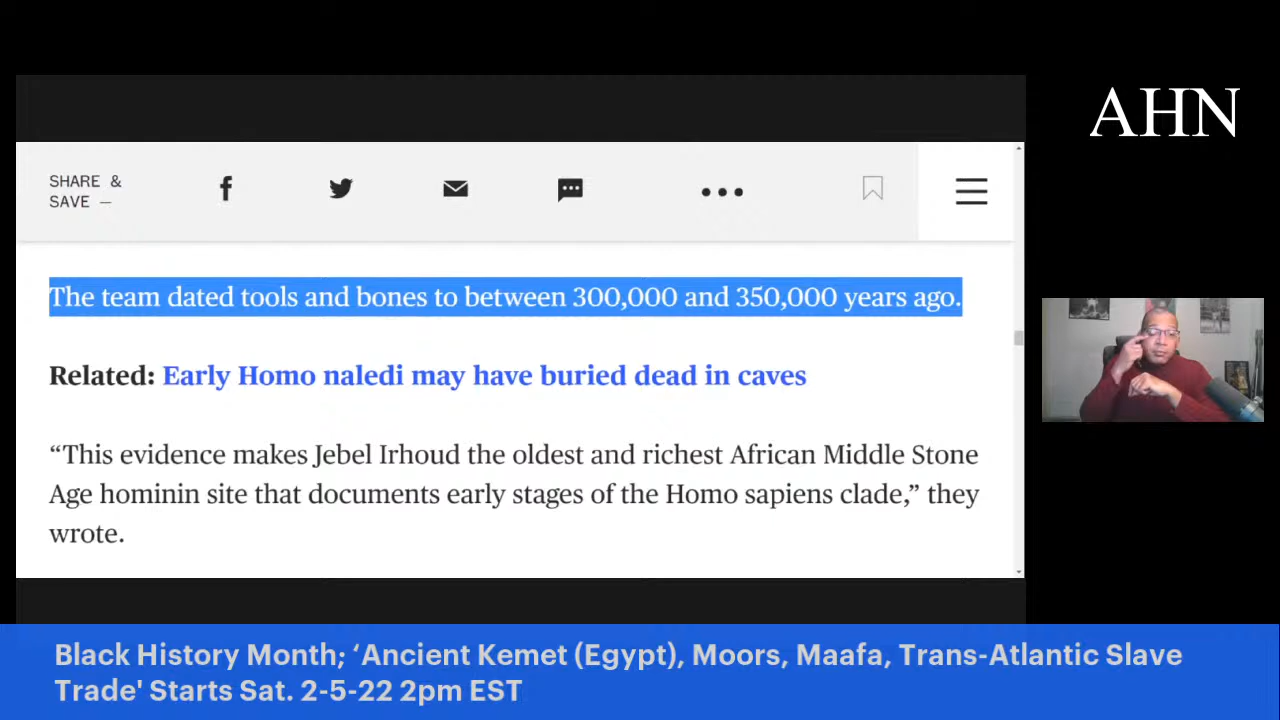 AHN
SHARE &
SAVE —
The team dated tools and bones to between 300,000 and 350,000 years ago.
Related: Early Homo naledi may have buried dead in caves
“This evidence makes Jebel Irhoud the oldest and richest African Middle Stone
Age hominin site that documents early stages of the Homo sapiens clade,” they
wrote.
Black History Month; ‘Ancient Kemet (Egypt), Moors, Maafa, Trans-Atlantic Slave
Trade' Starts Sat. 2-5-22 2pm EST